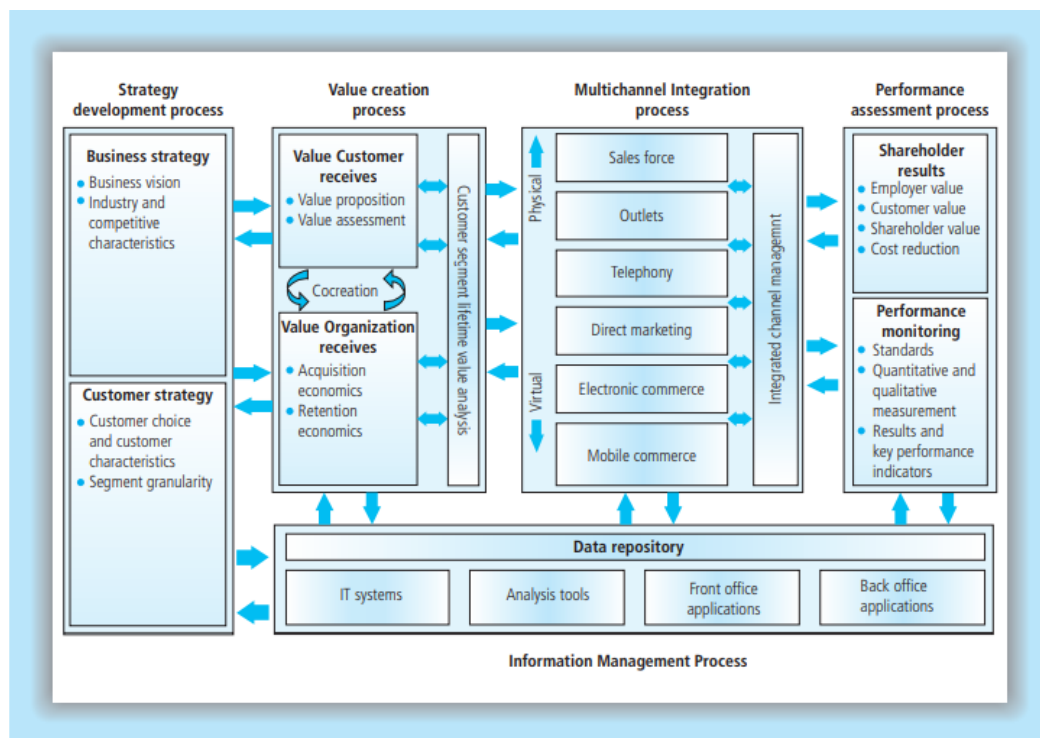 Strategy
development process
Value creation
process
Multichannel Integration
process
Performance
assessment process
Business strategy
Business vision
Industry and
competitive
characteristics
Customer strategy
Customer choice
and customer
characteristics
Segment granularity
Value Customer
receives
Value proposition
Value assessment
Cocreation
Value Organization
receives
Acquisition
economics
Retention
economics
Customer segment lifetime value analysis
Physical
Virtual
Sales force
Outlets
Telephony
Direct marketing
Electronic commerce
Mobile commerce
Integrated channel managemnt
Shareholder
results
Employer value
Customer value
Shareholder value
Cost reduction
Performance
monitoring
Standards
Quantitative and
qualitative
measurement
Results and
key performance
indicators
Data repository
IT systems
Analysis tools
Front office
applications
Back office
applications
Information Management Process